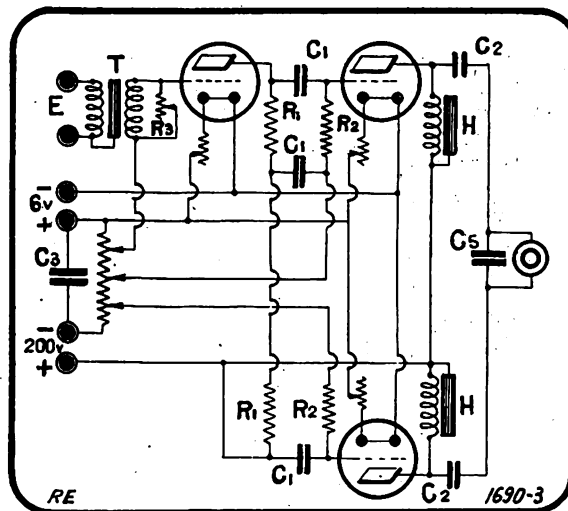 T
C₁
C₂
E
R₃
R₁
R₂
H
C₁
6v
−
+
C₃
C₅
−
200v
+
R₁
R₂
H
C₁
C₂
RE
1690-3